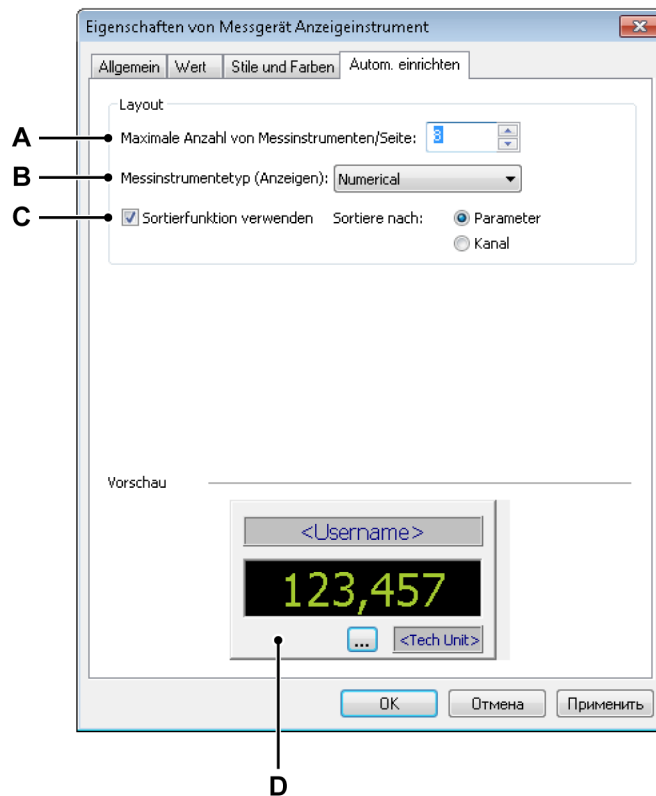 Eigenschaften von Messgerät Anzeigeinstrument
Allgemein Wert Stile und Farben Autom. einrichten
Layout
A Maximale Anzahl von Messinstrumenten/Seite: 8
B Messinstrumentetyp (Anzeigen): Numerical
C Sortierfunktion verwenden Sortiere nach: Parameter
Kanal
Vorschau
<Username>
123,457
... <Tech Unit>
OK Отмена Применить
D